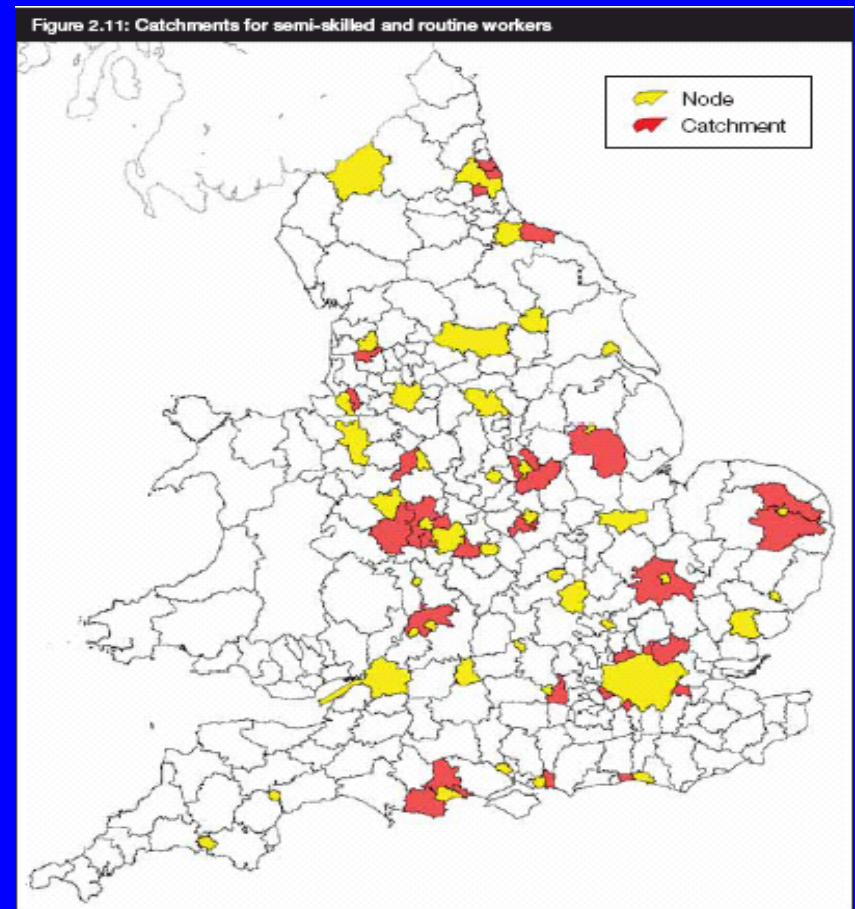 Figure 2.11: Catchments for semi-skilled and routine workers
Node
Catchment